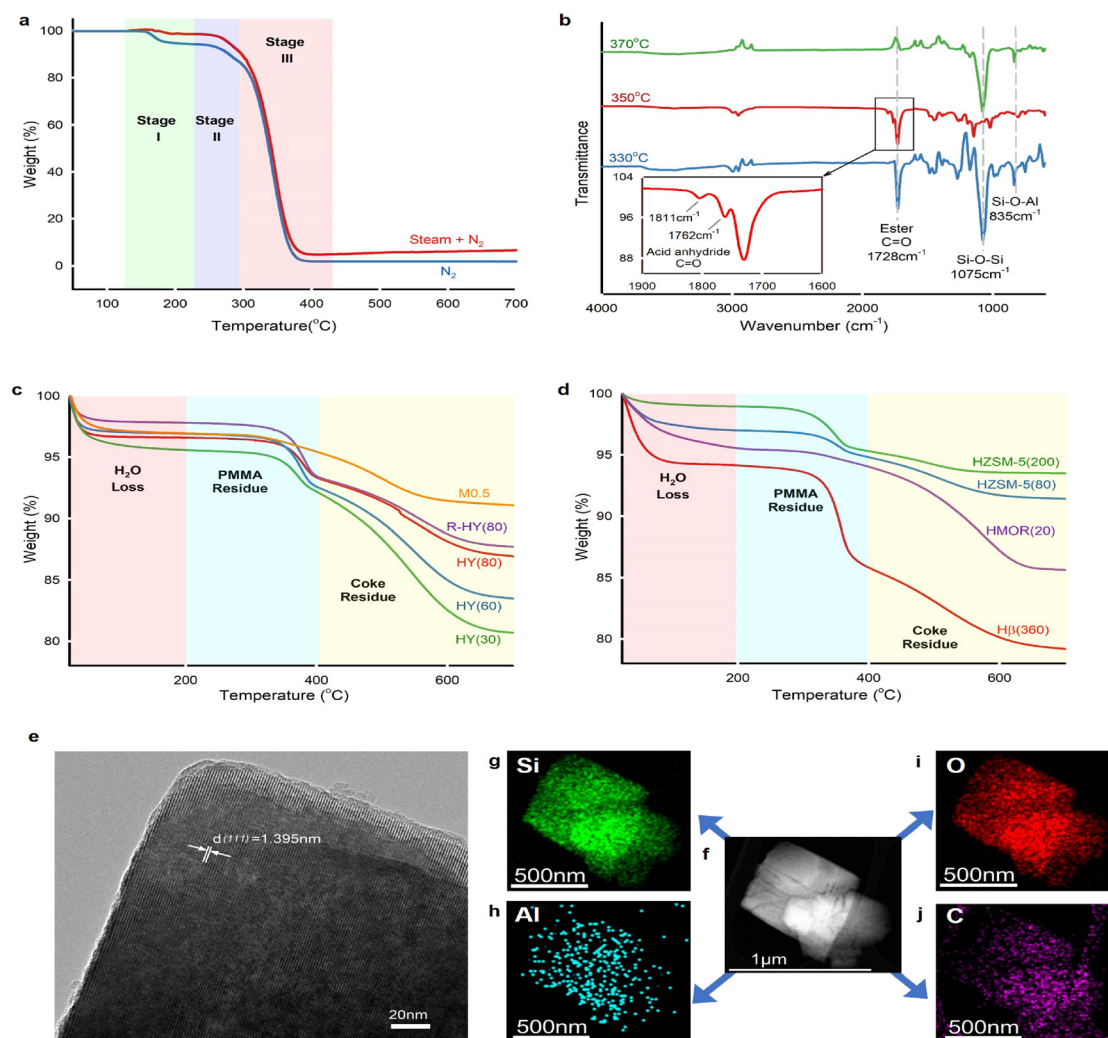 a
100
80
60
40
20
0
Weight (%)
Stage
I
Stage
II
Stage
III
Steam + N2
N2
100
200
300
400
500
600
700
Temperature(°C)
b
370°C
350°C
330°C
Transmittance
104
96
88
1811cm-1
1762cm-1
Acid anhydride
C=O
1900
1800
1700
1600
Ester
C=O
1728cm-1
Si-O-Si
1075cm-1
Si-O-Al
835cm-1
4000
3000
2000
1000
Wavenumber (cm-1)
c
100
95
90
85
80
Weight (%)
H2O
Loss
PMMA
Residue
Coke
Residue
M0.5
R-HY(80)
HY(80)
HY(60)
HY(30)
200
400
600
Temperature (°C)
d
100
95
90
85
80
Weight (%)
H2O
Loss
PMMA
Residue
Coke
Residue
HZSM-5(200)
HZSM-5(80)
HMOR(20)
Hβ(360)
200
400
600
Temperature (°C)
e
d(111)=1.395nm
20nm
g
Si
500nm
h
Al
500nm
f
1μm
i
O
500nm
j
C
500nm